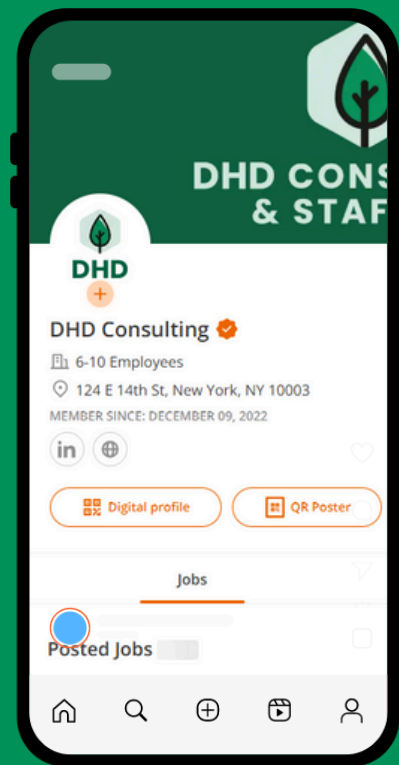 DHD CONS
& STAF
DHD
DHD Consulting
6-10 Employees
124 E 14th St, New York, NY 10003
MEMBER SINCE: DECEMBER 09, 2022
in
Digital profile
QR Poster
Jobs
Posted Jobs